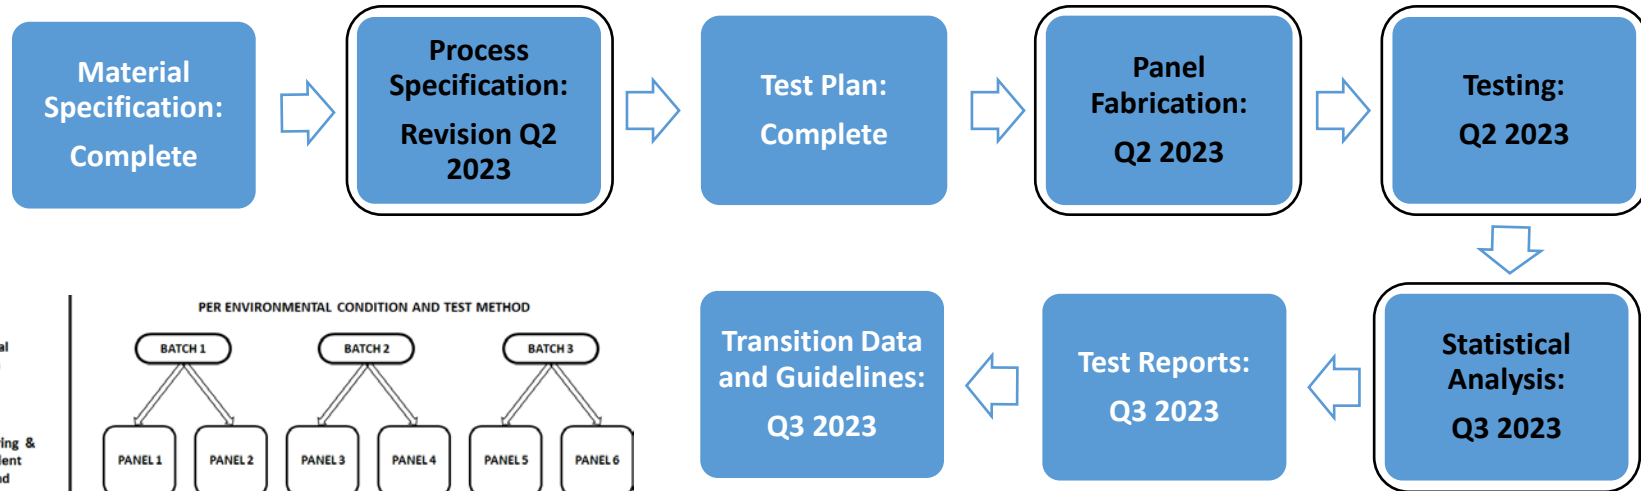 Material
Specification:
Complete
Process
Specification:
Revision Q2
2023
Test Plan:
Complete
Panel
Fabrication:
Q2 2023
Testing:
Q2 2023
Statistical
Analysis:
Q3 2023
Test Reports:
Q3 2023
Transition Data
and Guidelines:
Q3 2023
PER ENVIRONMENTAL CONDITION AND TEST METHOD
BATCH 1
BATCH 2
BATCH 3
PANEL 1
PANEL 2
PANEL 3
PANEL 4
PANEL 5
PANEL 6